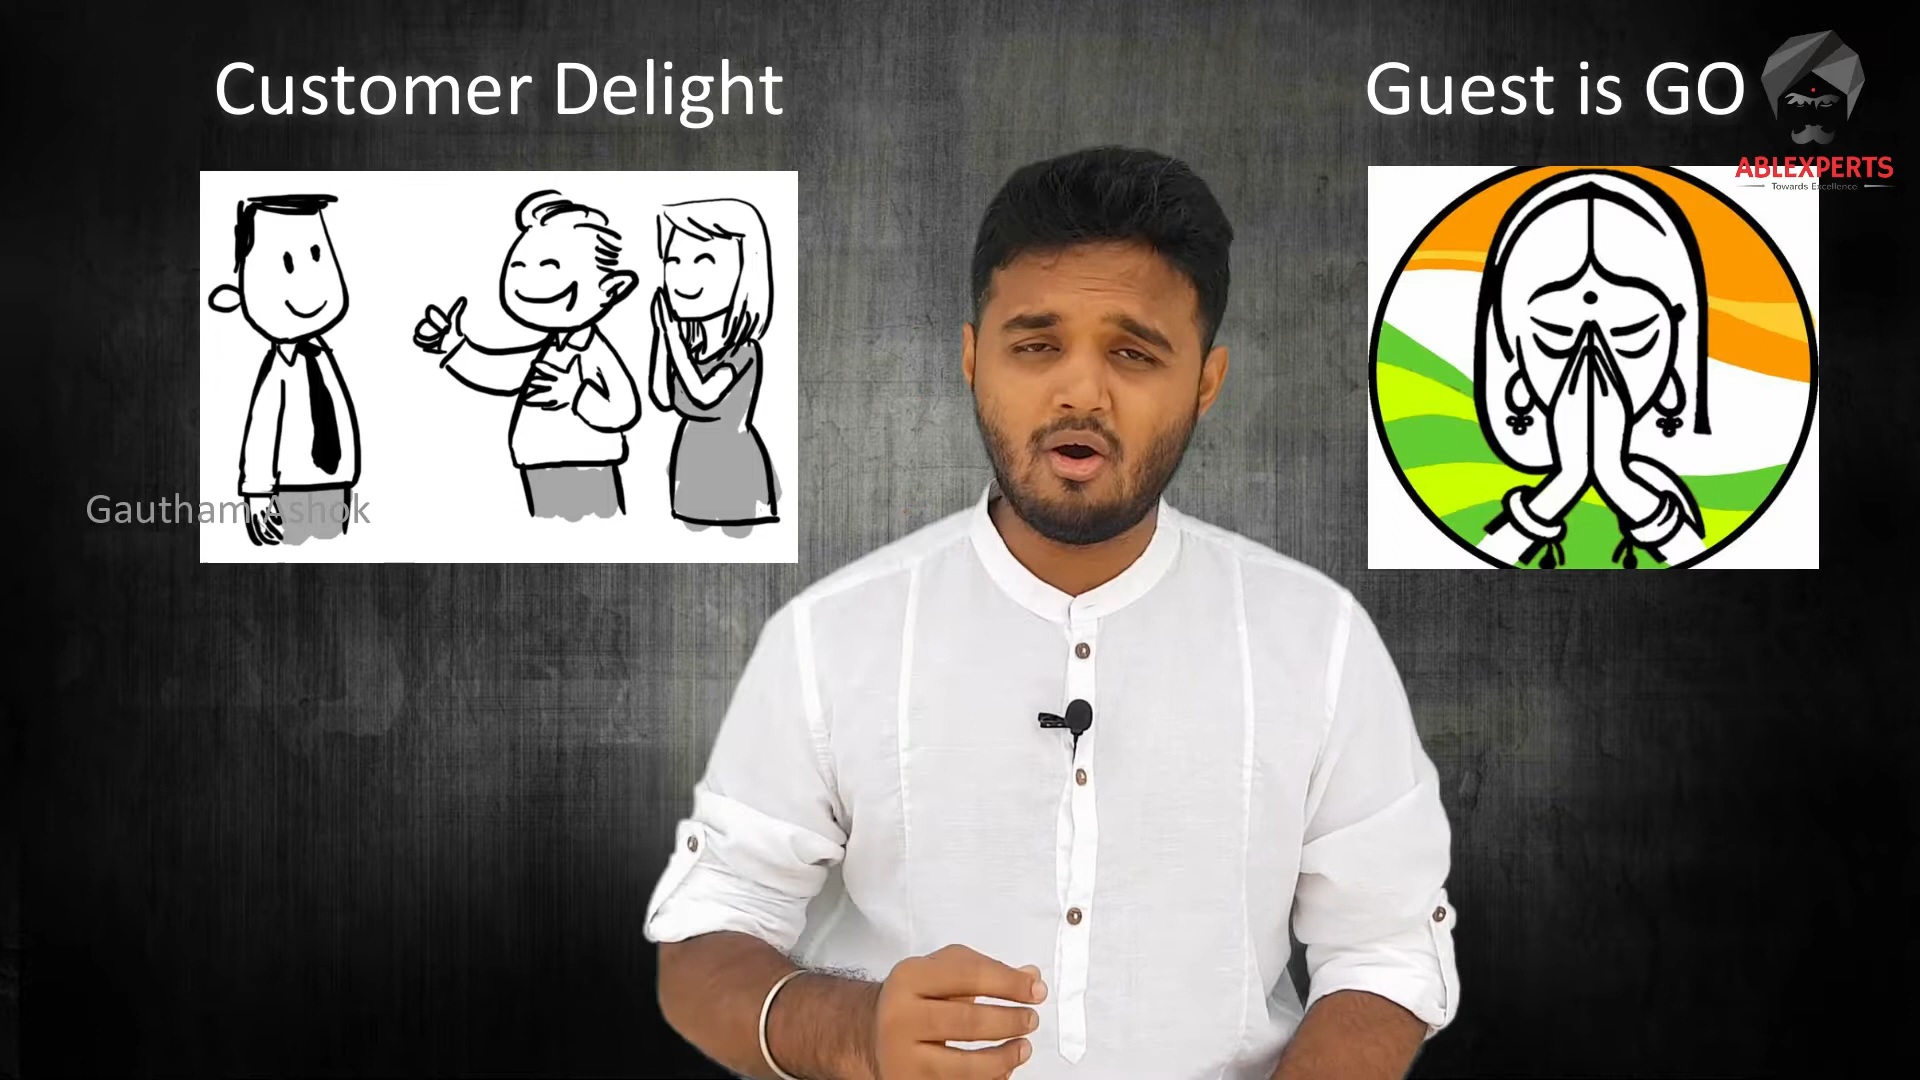 Customer Delight
Guest is GO
ABLEXPERTS
Towards Excellence
Gautham Ashok